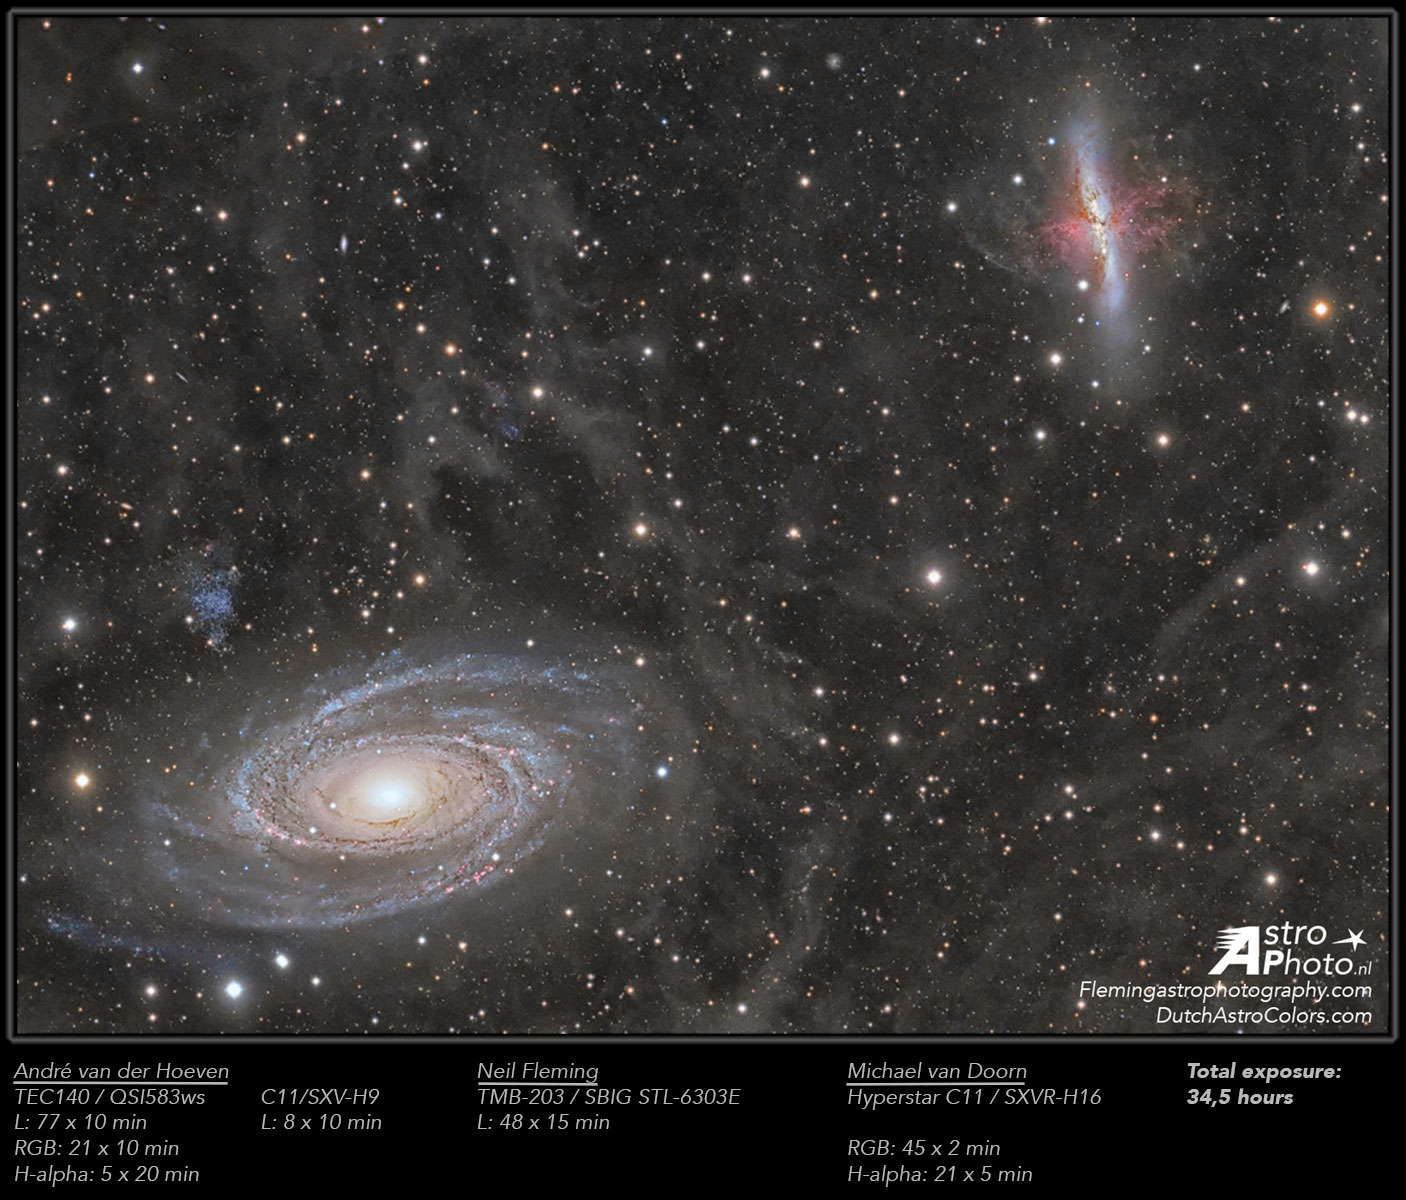 Astro
Photo.nl
Flemingastrophotography.com
DutchAstroColors.com
André van der Hoeven
TEC140 / QSI583ws
L: 77 x 10 min
RGB: 21 x 10 min
H-alpha: 5 x 20 min
C11/SXV-H9
L: 8 x 10 min
Neil Fleming
TMB-203 / SBIG STL-6303E
L: 48 x 15 min
Michael van Doorn
Hyperstar C11 / SXVR-H16
RGB: 45 x 2 min
H-alpha: 21 x 5 min
Total exposure:
34,5 hours